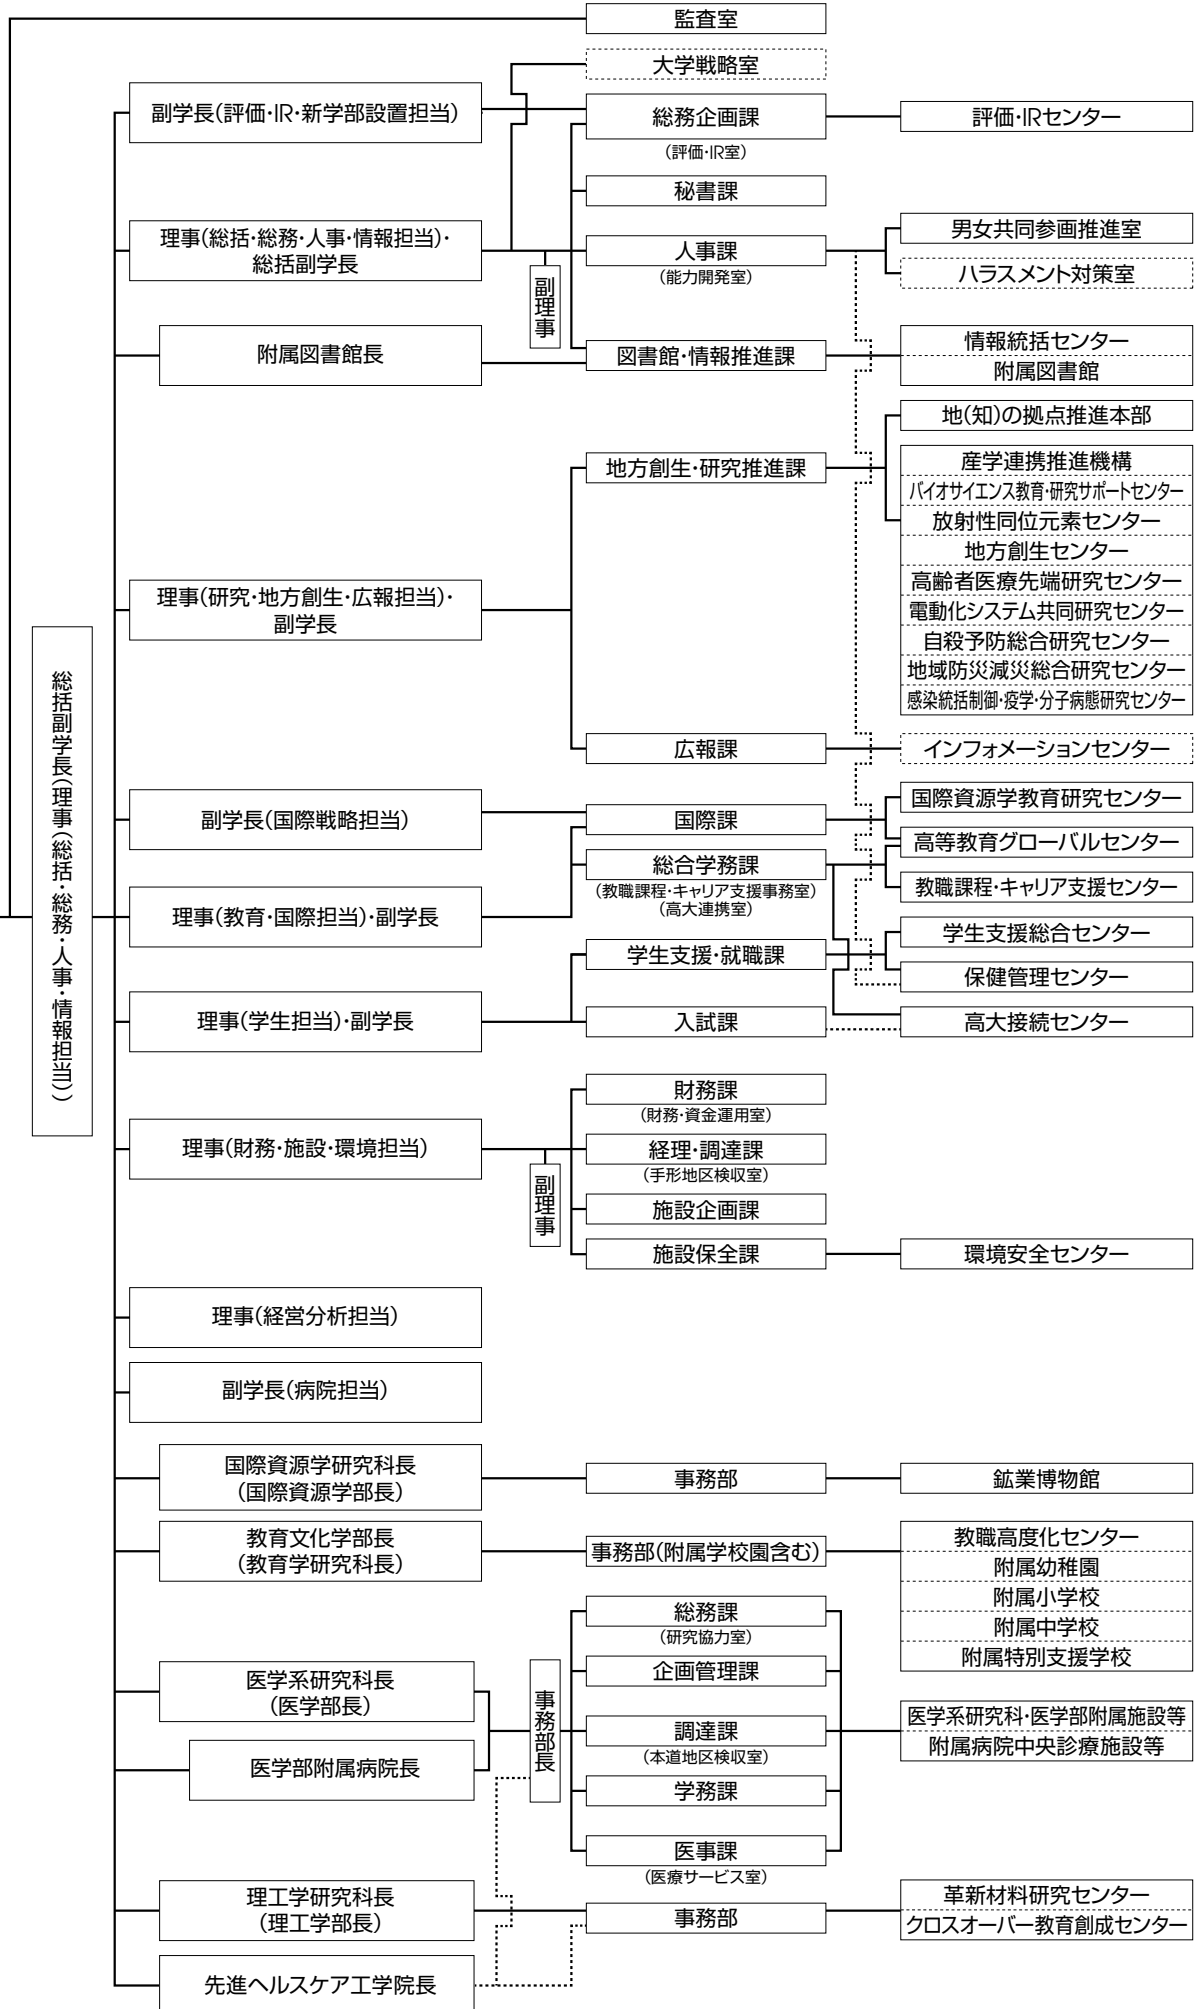 監査室
大学戦略室
副学長(評価・IR・新学部設置担当)
総務企画課
(評価・IR室)
評価・IRセンター
秘書課
理事(総括・総務・人事・情報担当)・
総括副学長
副理事
人事課
(能力開発室)
男女共同参画推進室
ハラスメント対策室
附属図書館長
図書館・情報推進課
情報統括センター
附属図書館
地方創生・研究推進課
地(知)の拠点推進本部
産学連携推進機構
バイオサイエンス教育・研究サポートセンター
放射性同位元素センター
地方創生センター
高齢者医療先端研究センター
電動化システム共同研究センター
自殺予防総合研究センター
地域防災減災総合研究センター
感染統括制御・疫学・分子病態研究センター
理事(研究・地方創生・広報担当)・
副学長
総括副学長(理事(総括・総務・人事・情報担当))
広報課
インフォメーションセンター
副学長(国際戦略担当)
国際課
国際資源学教育研究センター
高等教育グローバルセンター
総合学務課
(教職課程・キャリア支援事務室)
(高大連携室)
教職課程・キャリア支援センター
理事(教育・国際担当)・副学長
学生支援・就職課
学生支援総合センター
保健管理センター
理事(学生担当)・副学長
入試課
高大接続センター
財務課
(財務・資金運用室)
理事(財務・施設・環境担当)
副理事
経理・調達課
(手形地区検収室)
施設企画課
施設保全課
環境安全センター
理事(経営分析担当)
副学長(病院担当)
国際資源学研究科長
(国際資源学部長)
事務部
鉱業博物館
教育文化学部長
(教育学研究科長)
事務部(附属学校園含む)
教職高度化センター
附属幼稚園
附属小学校
附属中学校
附属特別支援学校
総務課
(研究協力室)
医学系研究科長
(医学部長)
事務部長
企画管理課
調達課
(本道地区検収室)
医学系研究科・医学部附属施設等
附属病院中央診療施設等
医学部附属病院長
学務課
医事課
(医療サービス室)
理工学研究科長
(理工学部長)
事務部
革新材料研究センター
クロスオーバー教育創成センター
先進ヘルスケア工学院長